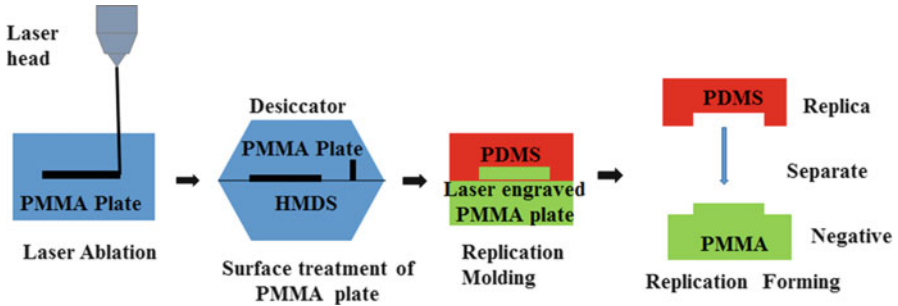 Laser
head
PMMA Plate
Laser Ablation
Desiccator
PMMA Plate
HMDS
Surface treatment of
PMMA plate
PDMS
Laser engraved
PMMA plate
Replication
Molding
PDMS
Replica
Separate
PMMA
Negative
Replication Forming